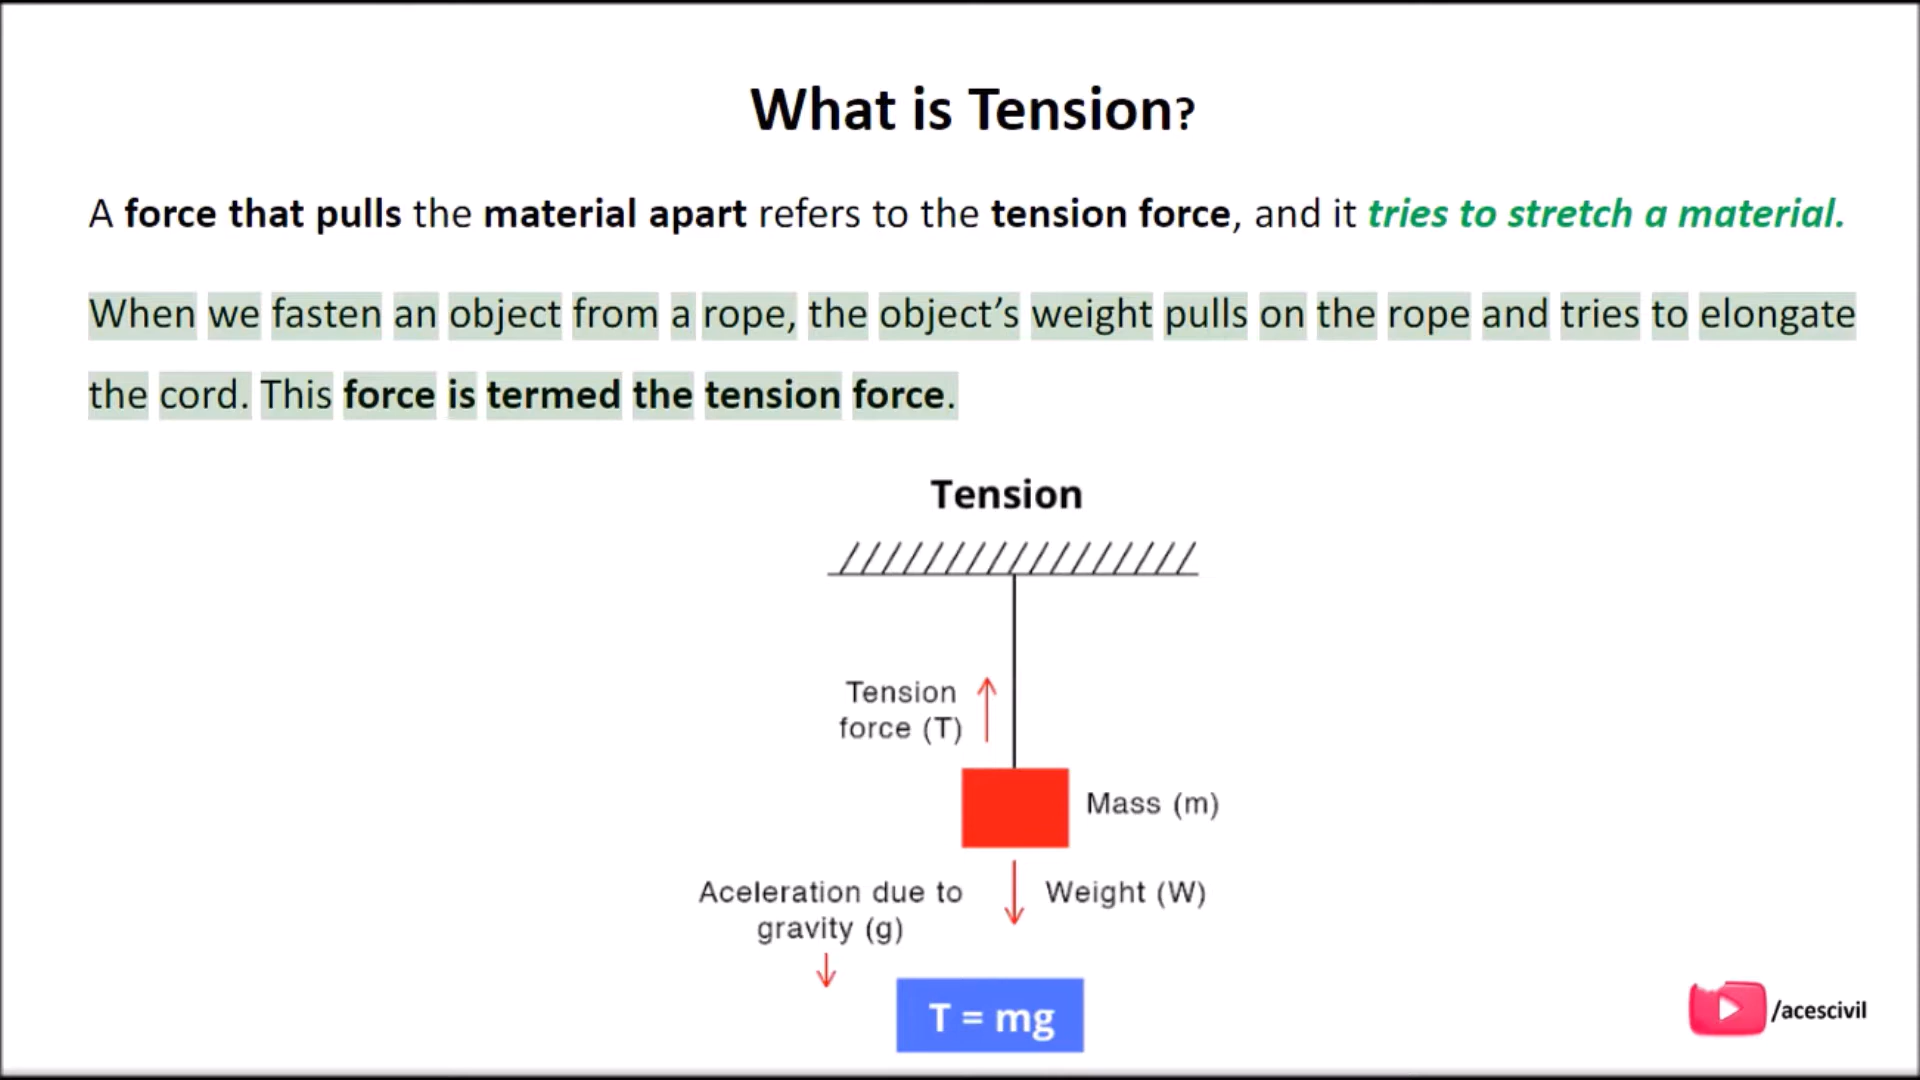 What is Tension?
A force that pulls the material apart refers to the tension force, and it tries to stretch a material.
When we fasten an object from a rope, the object’s weight pulls on the rope and tries to elongate
the cord. This force is termed the tension force.
Tension
Tension
force (T)
Mass (m)
Aceleration due to
gravity (g)
Weight (W)
T = mg
/acescivil